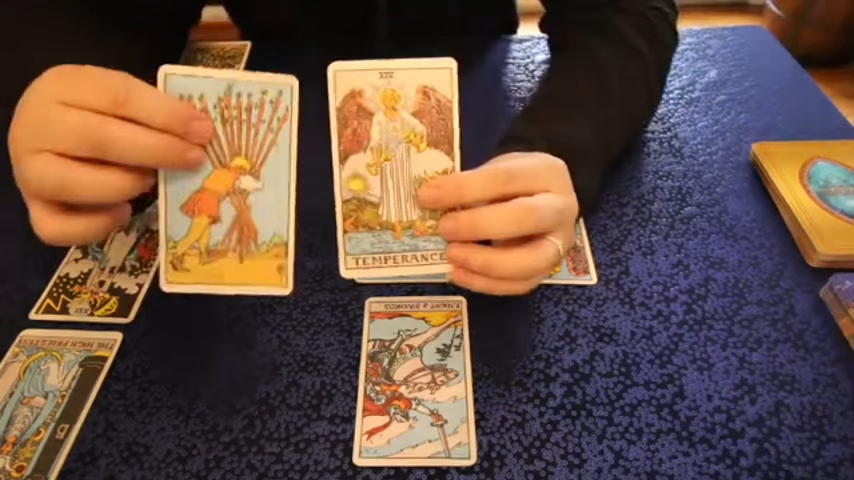 XIV
TEMPERANCE
KNIGHT of SWORDS
THE HIGH PRIESTESS
B